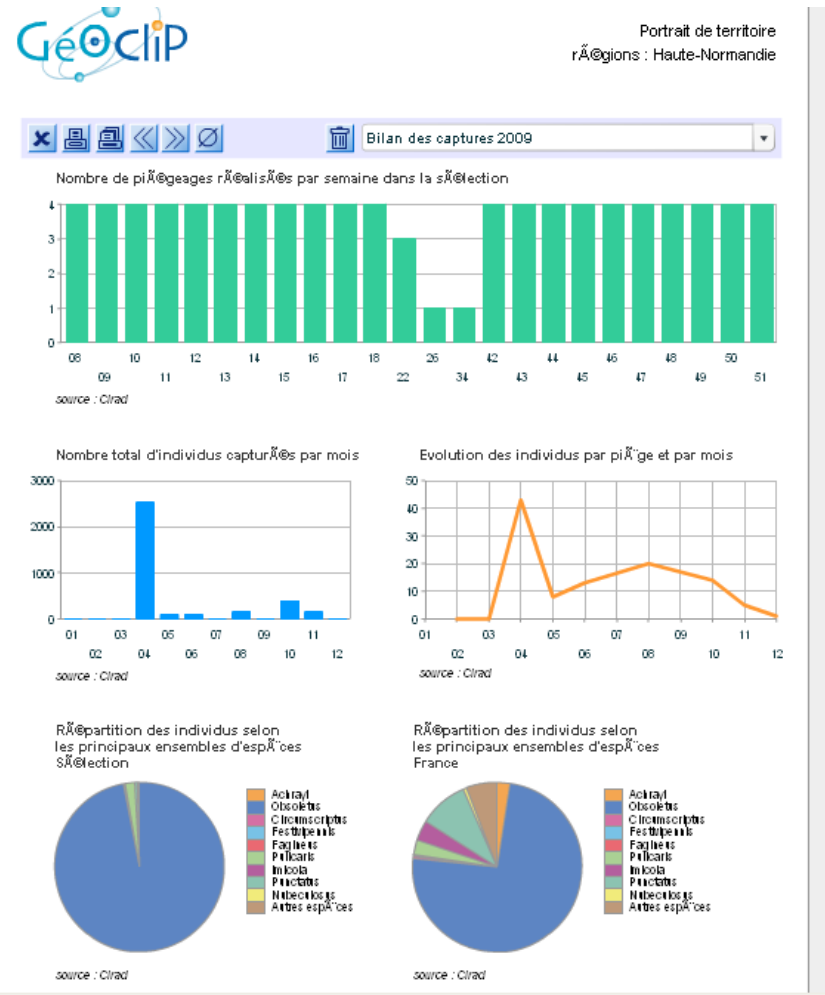 GéOcliP
Portrait de territoire
rÃ©gions : Haute-Normandie
Bilan des captures 2009
Nombre de piÃ©geages rÃ©alisÃ©s par semaine dans la sÃ©lection
4
3
2
1
0
08 10 12 14 16 18 26 42 44 46 48 50
09 11 13 15 17 22 34 43 45 47 49 51
source : Cirad
Nombre total d'individus capturÃ©s par mois
3000
2000
1000
0
01 03 05 07 09 11
02 04 06 08 10 12
source : Cirad
Evolution des individus par piÃ¨ge et par mois
50
40
30
20
10
0
01 03 05 07 09 11
02 04 06 08 10 12
source : Cirad
RÃ©partition des individus selon
les principaux ensembles d'espÃ¨ces
SÃ©lection
Achrayi
Obsoletus
Circumscriptus
Festivipennis
Fagineus
Pulicaris
Imicola
Punctatus
Nubeculosus
Autres espÃ¨ces
source : Cirad
RÃ©partition des individus selon
les principaux ensembles d'espÃ¨ces
France
Achrayi
Obsoletus
Circumscriptus
Festivipennis
Fagineus
Pulicaris
Imicola
Punctatus
Nubeculosus
Autres espÃ¨ces
source : Cirad